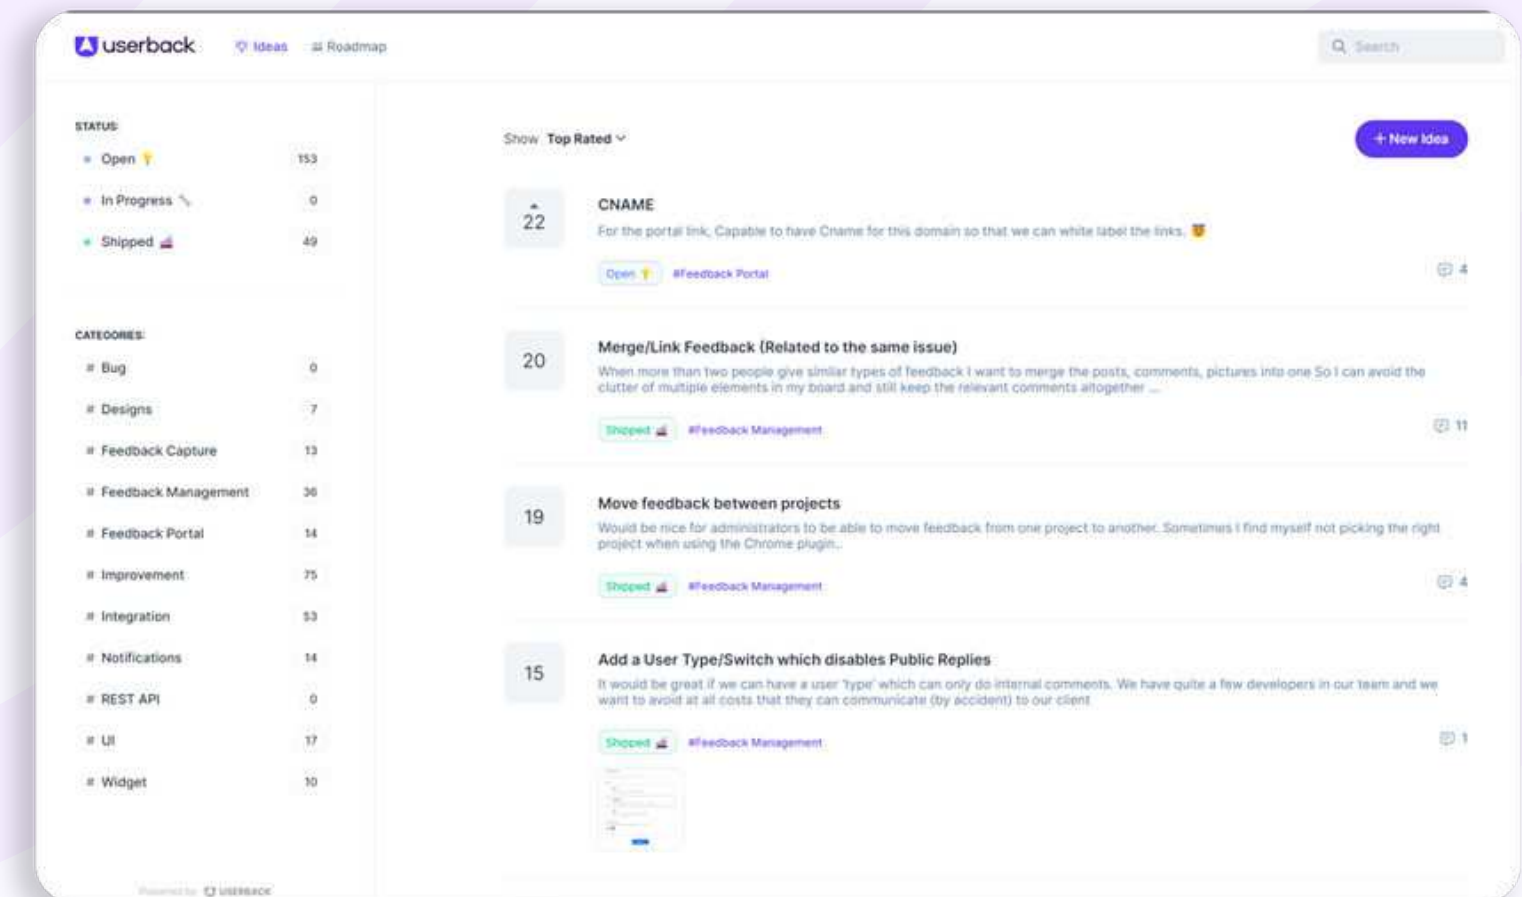 userback
Ideas
Roadmap
Search
STATUS:
Open 153
In Progress 0
Shipped 49
CATEGORIES:
# Bug 0
# Designs 7
# Feedback Capture 13
# Feedback Management 36
# Feedback Portal 14
# Improvement 75
# Integration 53
# Notifications 14
# REST API 0
# UI 17
# Widget 10
Powered by USERBACK
Show Top Rated
+ New Idea
22
CNAME
For the portal link, Capable to have Cname for this domain so that we can white label the links.
Open #Feedback Portal
4
20
Merge/Link Feedback (Related to the same issue)
When more than two people give similar types of feedback I want to merge the posts, comments, pictures into one So I can avoid the
clutter of multiple elements in my board and still keep the relevant comments altogether ...
Shipped #Feedback Management
11
19
Move feedback between projects
Would be nice for administrators to be able to move feedback from one project to another. Sometimes I find myself not picking the right
project when using the Chrome plugin..
Shipped #Feedback Management
4
15
Add a User Type/Switch which disables Public Replies
It would be great if we can have a user 'type' which can only do internal comments. We have quite a few developers in our team and we
want to avoid at all costs that they can communicate (by accident) to our client
Shipped #Feedback Management
1